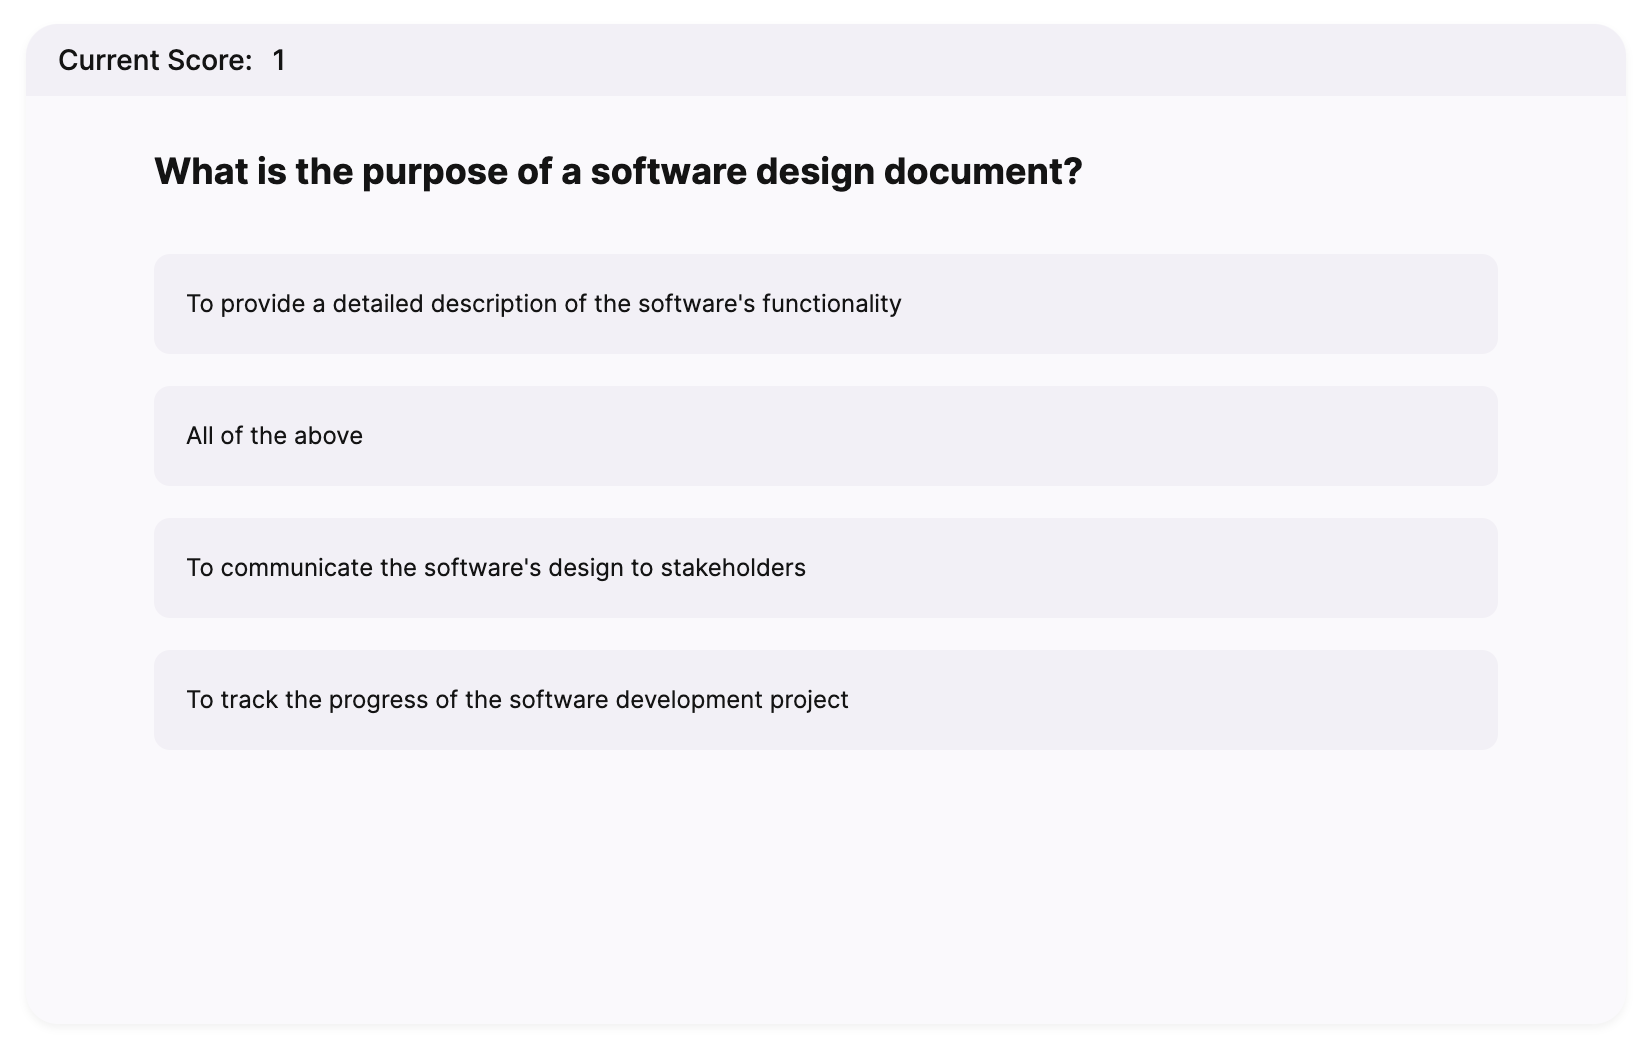 Current Score: 1
What is the purpose of a software design document?
To provide a detailed description of the software's functionality
All of the above
To communicate the software's design to stakeholders
To track the progress of the software development project